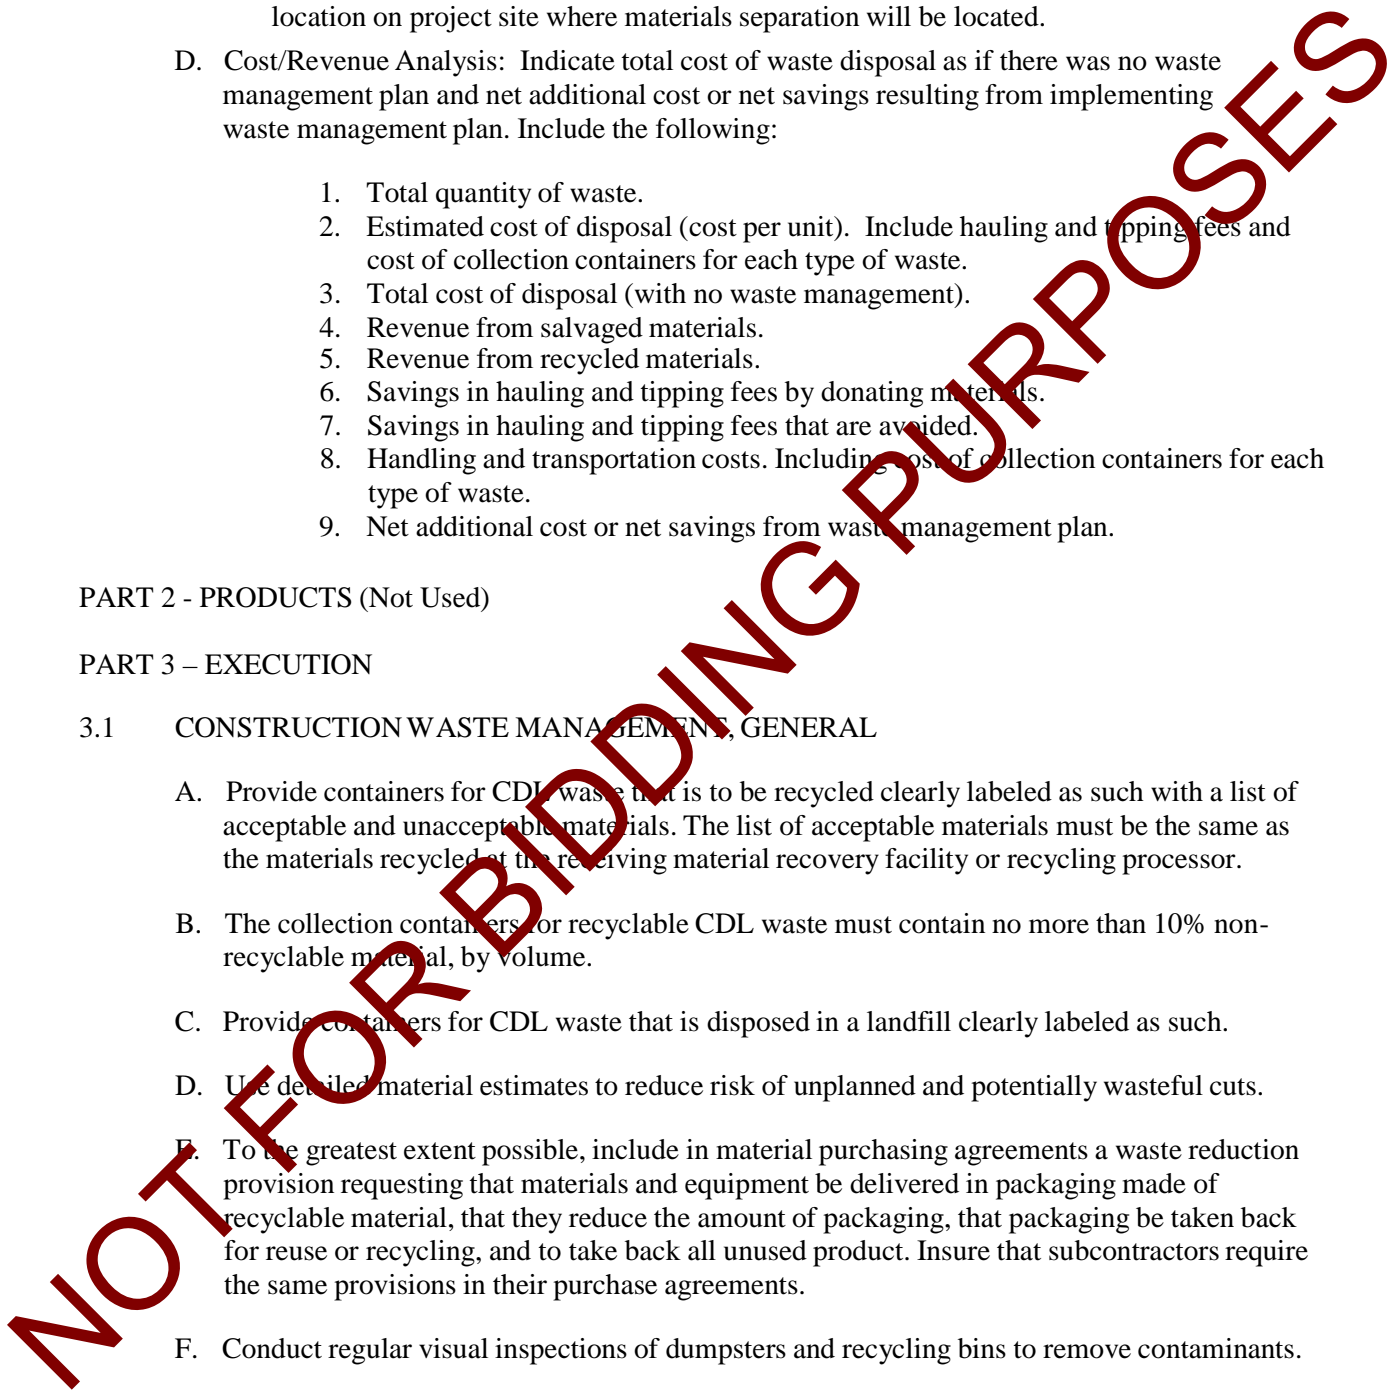 location on project site where materials separation will be located.
D. Cost/Revenue Analysis: Indicate total cost of waste disposal as if there was no waste
management plan and net additional cost or net savings resulting from implementing
waste management plan. Include the following:
1. Total quantity of waste.
2. Estimated cost of disposal (cost per unit). Include hauling and tipping fees and
cost of collection containers for each type of waste.
3. Total cost of disposal (with no waste management).
4. Revenue from salvaged materials.
5. Revenue from recycled materials.
6. Savings in hauling and tipping fees by donating materials.
7. Savings in hauling and tipping fees that are avoided.
8. Handling and transportation costs. Including cost of collection containers for each
type of waste.
9. Net additional cost or net savings from waste management plan.
PART 2 - PRODUCTS (Not Used)
PART 3 – EXECUTION
3.1 CONSTRUCTION WASTE MANAGEMENT, GENERAL
A. Provide containers for CDL waste that is to be recycled clearly labeled as such with a list of
acceptable and unacceptable materials. The list of acceptable materials must be the same as
the materials recycled at the receiving material recovery facility or recycling processor.
B. The collection containers for recyclable CDL waste must contain no more than 10% non-
recyclable material, by volume.
C. Provide containers for CDL waste that is disposed in a landfill clearly labeled as such.
D. Use detailed material estimates to reduce risk of unplanned and potentially wasteful cuts.
E. To the greatest extent possible, include in material purchasing agreements a waste reduction
provision requesting that materials and equipment be delivered in packaging made of
recyclable material, that they reduce the amount of packaging, that packaging be taken back
for reuse or recycling, and to take back all unused product. Insure that subcontractors require
the same provisions in their purchase agreements.
F. Conduct regular visual inspections of dumpsters and recycling bins to remove contaminants.
NOT FOR BIDDING PURPOSES